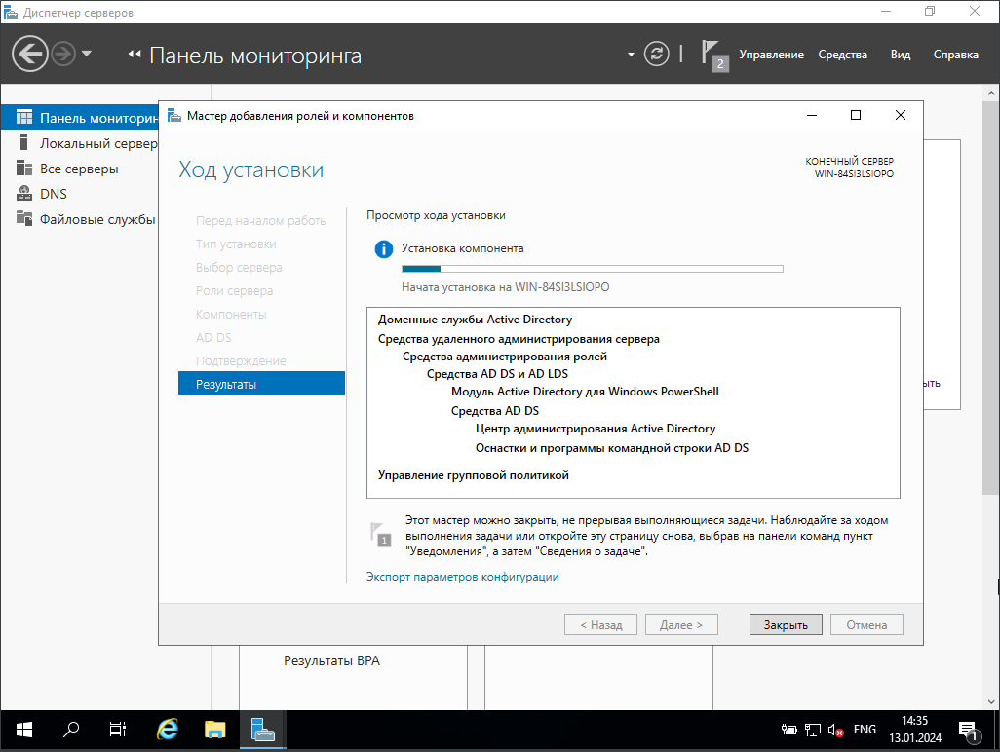 Диспетчер серверов
Панель мониторинга
2
Управление
Средства
Вид
Справка
Панель мониторин
Локальный сервер
Все серверы
DNS
Файловые службы
Мастер добавления ролей и компонентов
Ход установки
КОНЕЧНЫЙ СЕРВЕР
WIN-84SI3LSIOPO
Перед началом работы
Тип установки
Выбор сервера
Роли сервера
Компоненты
AD DS
Подтверждение
Результаты
Просмотр хода установки
Установка компонента
Начата установка на WIN-84SI3LSIOPO
Доменные службы Active Directory
Средства удаленного администрирования сервера
Средства администрирования ролей
Средства AD DS и AD LDS
Модуль Active Directory для Windows PowerShell
Средства AD DS
Центр администрирования Active Directory
Оснастки и программы командной строки AD DS
Управление групповой политикой
1
Этот мастер можно закрыть, не прерывая выполняющиеся задачи. Наблюдайте за ходом
выполнения задачи или откройте эту страницу снова, выбрав на панели команд пункт
"Уведомления", а затем "Сведения о задаче".
Экспорт параметров конфигурации
< Назад
Далее >
Закрыть
Отмена
ыть
Результаты BPA
ENG
14:35
13.01.2024
1